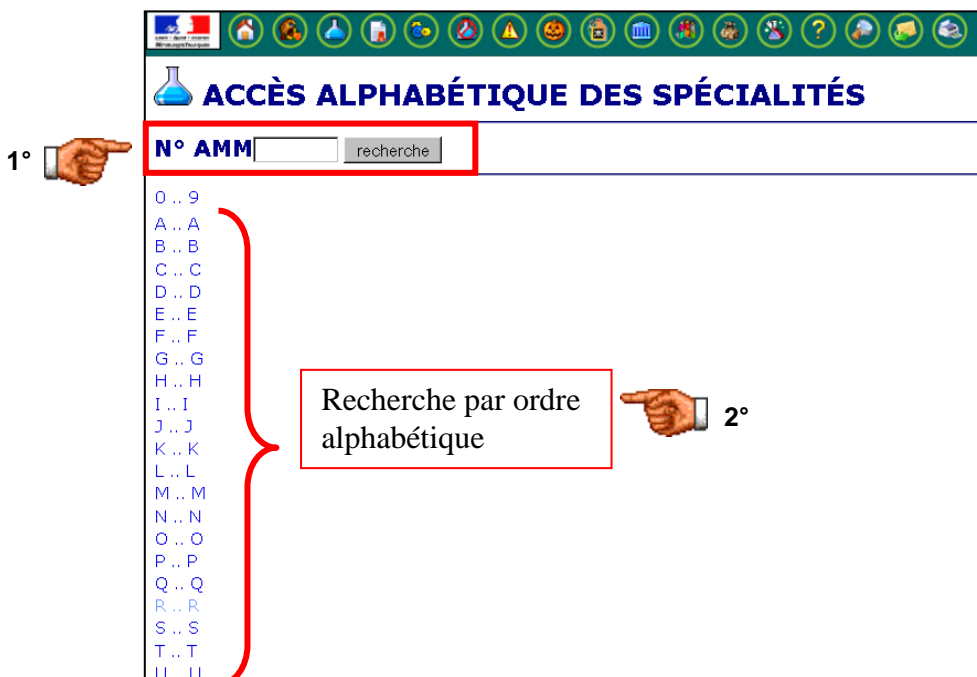 ACCÈS ALPHABÉTIQUE DES SPÉCIALITÉS
1°
N° AMM recherche
0 .. 9
A .. A
B .. B
C .. C
D .. D
E .. E
F .. F
G .. G
H .. H
I .. I
J .. J
K .. K
L .. L
M .. M
N .. N
O .. O
P .. P
Q .. Q
R .. R
S .. S
T .. T
U .. U
Recherche par ordre
alphabétique
2°